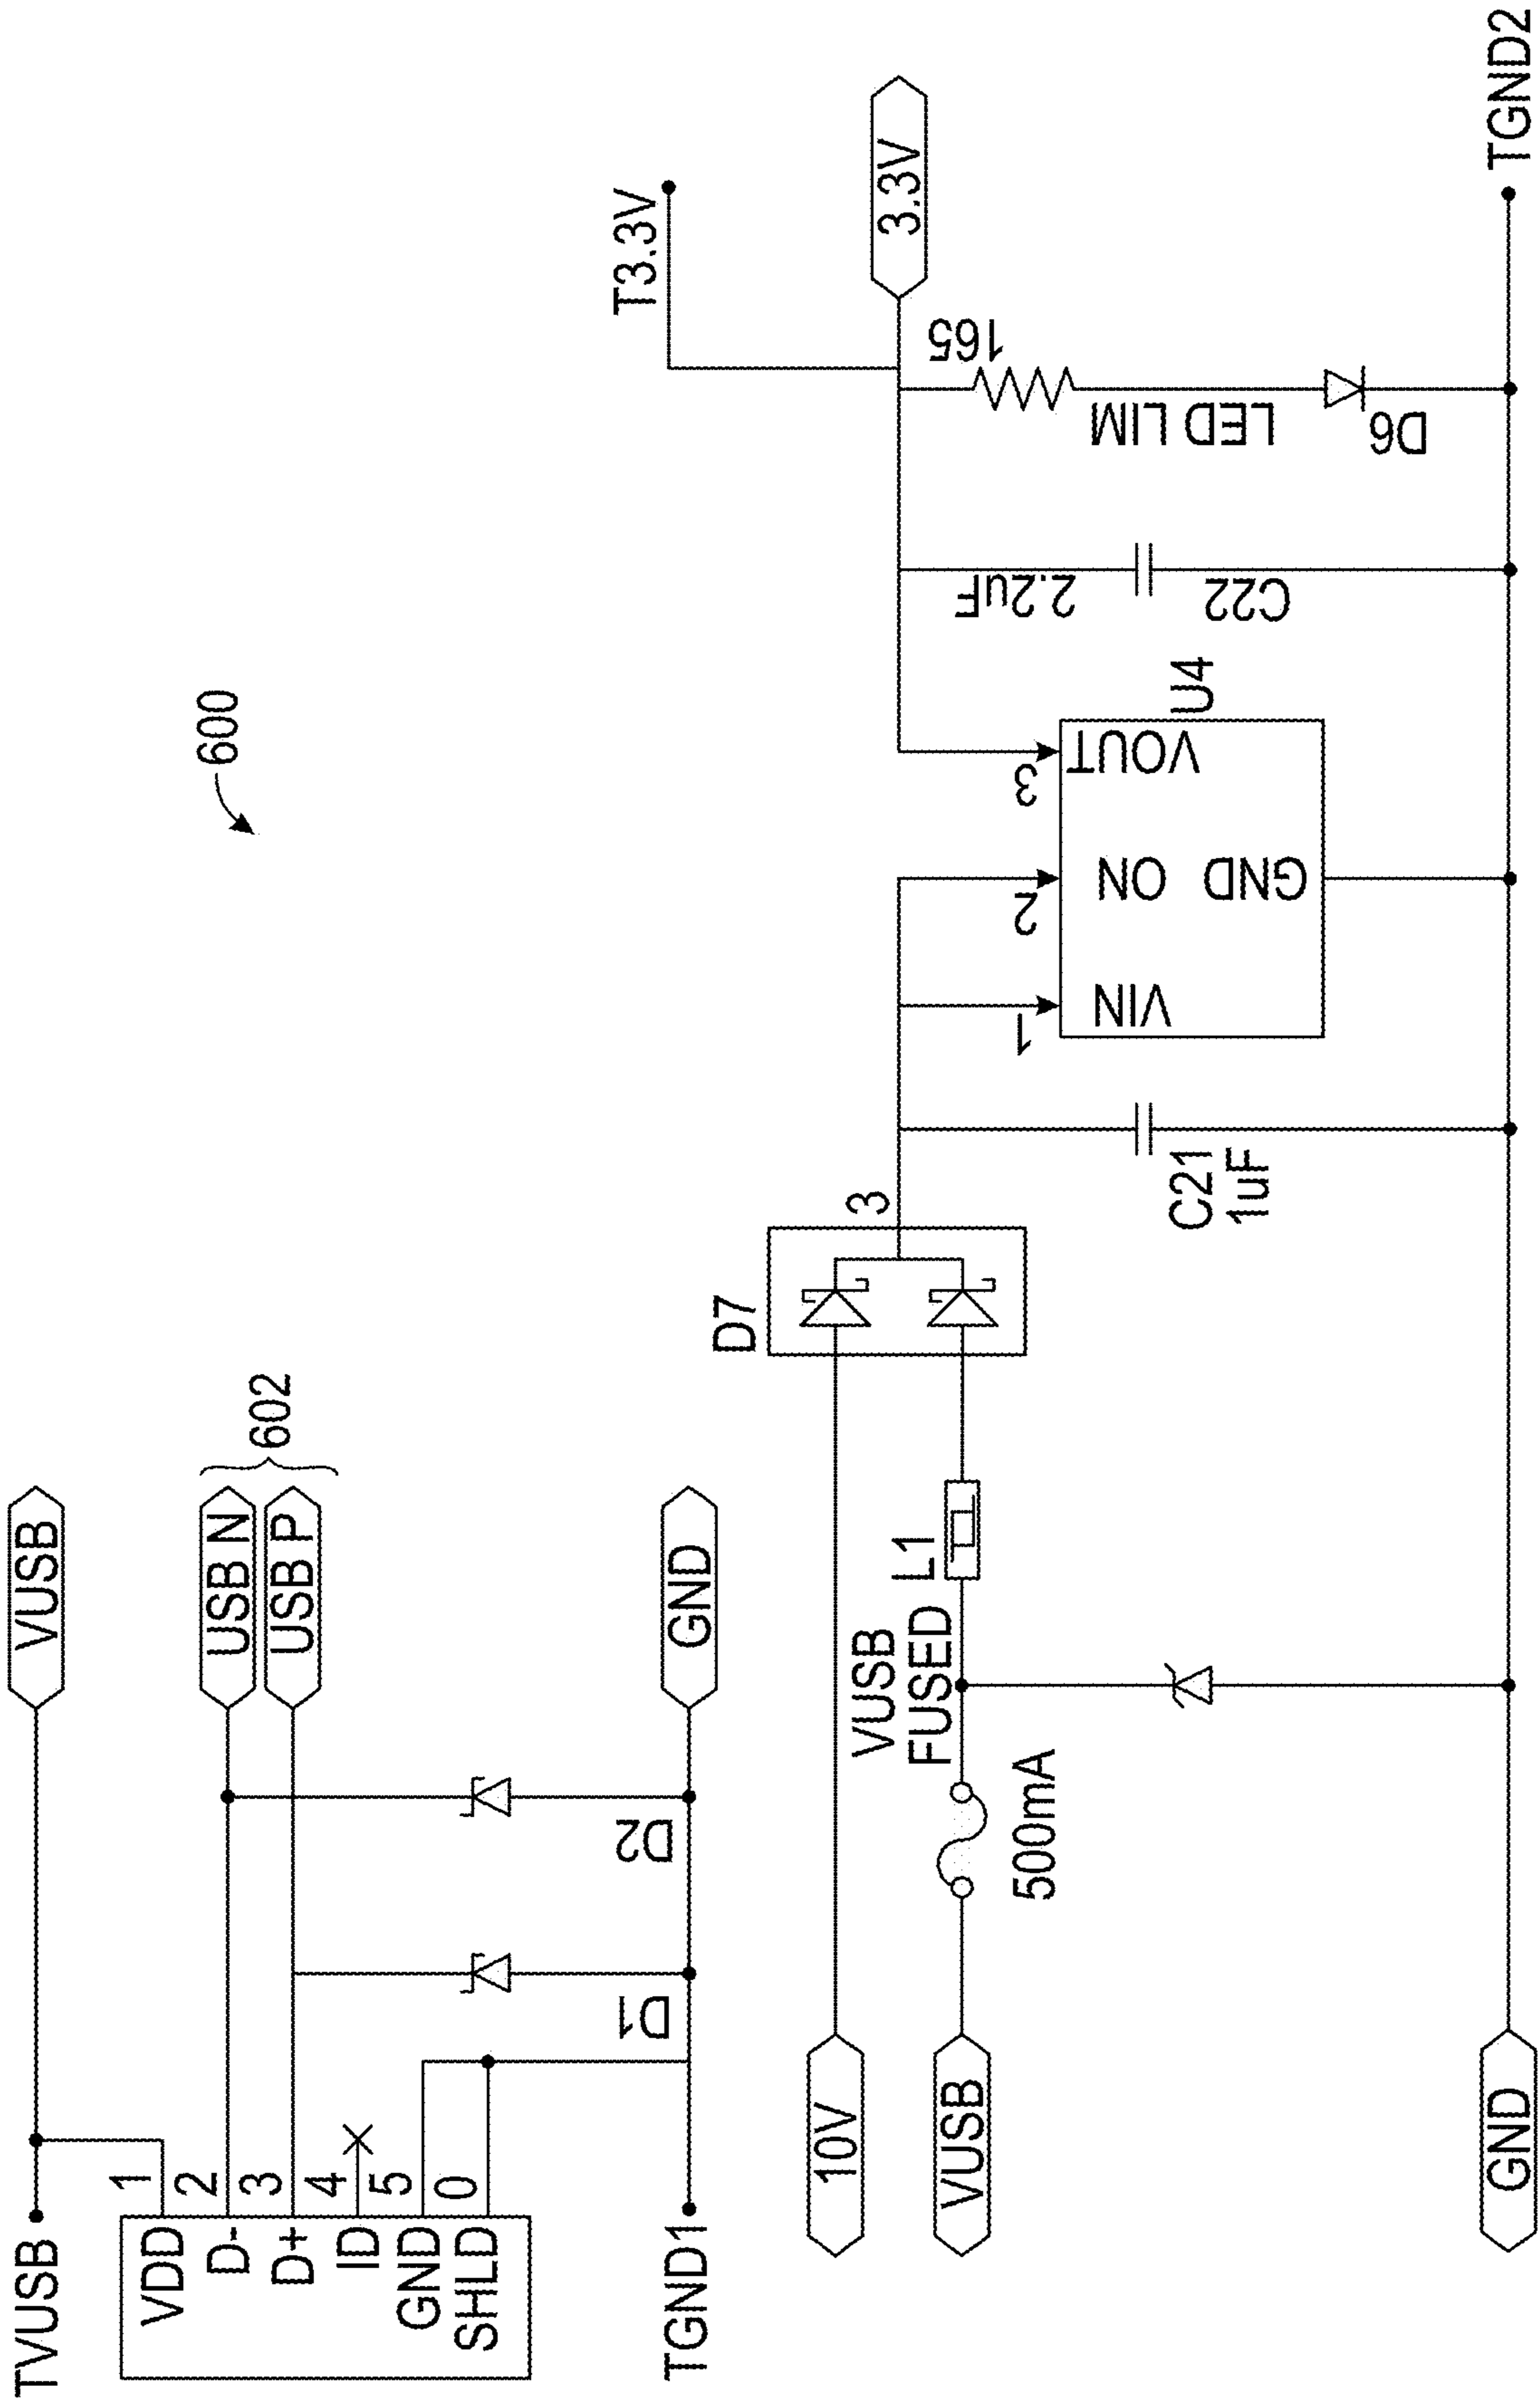 600
TVUSB
VUSB
VDD
1
D-
2
USB N
D+
3
USB P
602
ID
4
GND
5
SHLD
0
D1
D2
TGND1
GND
10V
D7
3
VUSB
500mA
VUSB
FUSED
L1
C21
1uF
1
VIN
2
ON
3
VOUT
GND
U4
2.2uF
C22
T3.3V
3.3V
165
LED LIM
D6
GND
TGND2